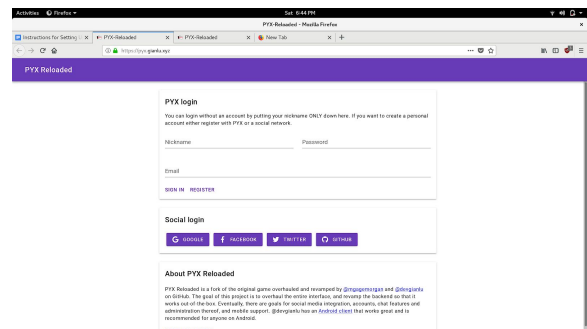 Activities Firefox Sat 6:44 PM
PYX-Reloaded - Mozilla Firefox
Instructions for Setting PYX-Reloaded PYX-Reloaded New Tab
https://pyx.gianlu.xyz
PYX Reloaded
PYX login
You can login without an account by putting your nickname ONLY down here. If you want to create a personal
account either register with PYX or a social network.
Nickname Password
Email
SIGN IN REGISTER
Social login
GOOGLE FACEBOOK TWITTER GITHUB
About PYX Reloaded
PYX Reloaded is a fork of the original game overhauled and revamped by @mgagemorgan and @devgianlu
on GitHub. The goal of this project is to overhaul the entire interface, and revamp the backend so that it
works out-of-the-box. Eventually, there are goals for social media integration, accounts, chat features and
administration thereof, and mobile support. @devgianlu has an Android client that works great and is
recommended for anyone on Android.